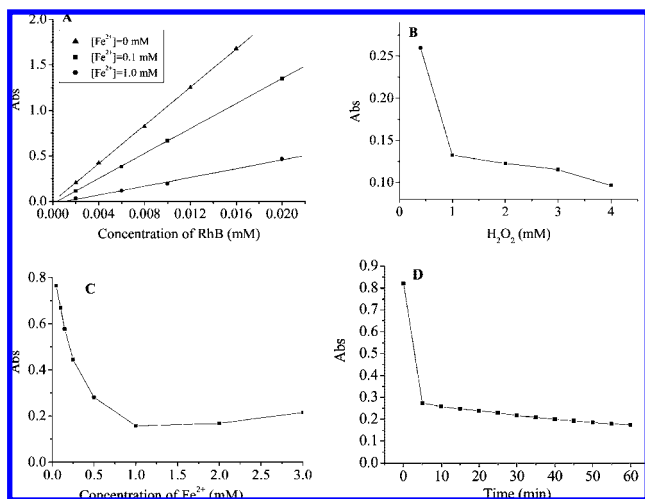 A
[Fe²⁺]=0 mM
[Fe²⁺]=0.1 mM
[Fe²⁺]=1.0 mM
2.0
1.5
1.0
0.5
0.0
Abs
0.000 0.004 0.008 0.012 0.016 0.020
Concentration of RhB (mM)
B
0.25
0.20
0.15
0.10
Abs
0 1 2 3 4
H₂O₂ (mM)
C
0.8
0.6
0.4
0.2
0.0
Abs
0.0 0.5 1.0 1.5 2.0 2.5 3.0
Concentration of Fe²⁺ (mM)
D
0.9
0.8
0.7
0.6
0.5
0.4
0.3
0.2
0.1
0.0
Abs
0 10 20 30 40 50 60
Time (min)